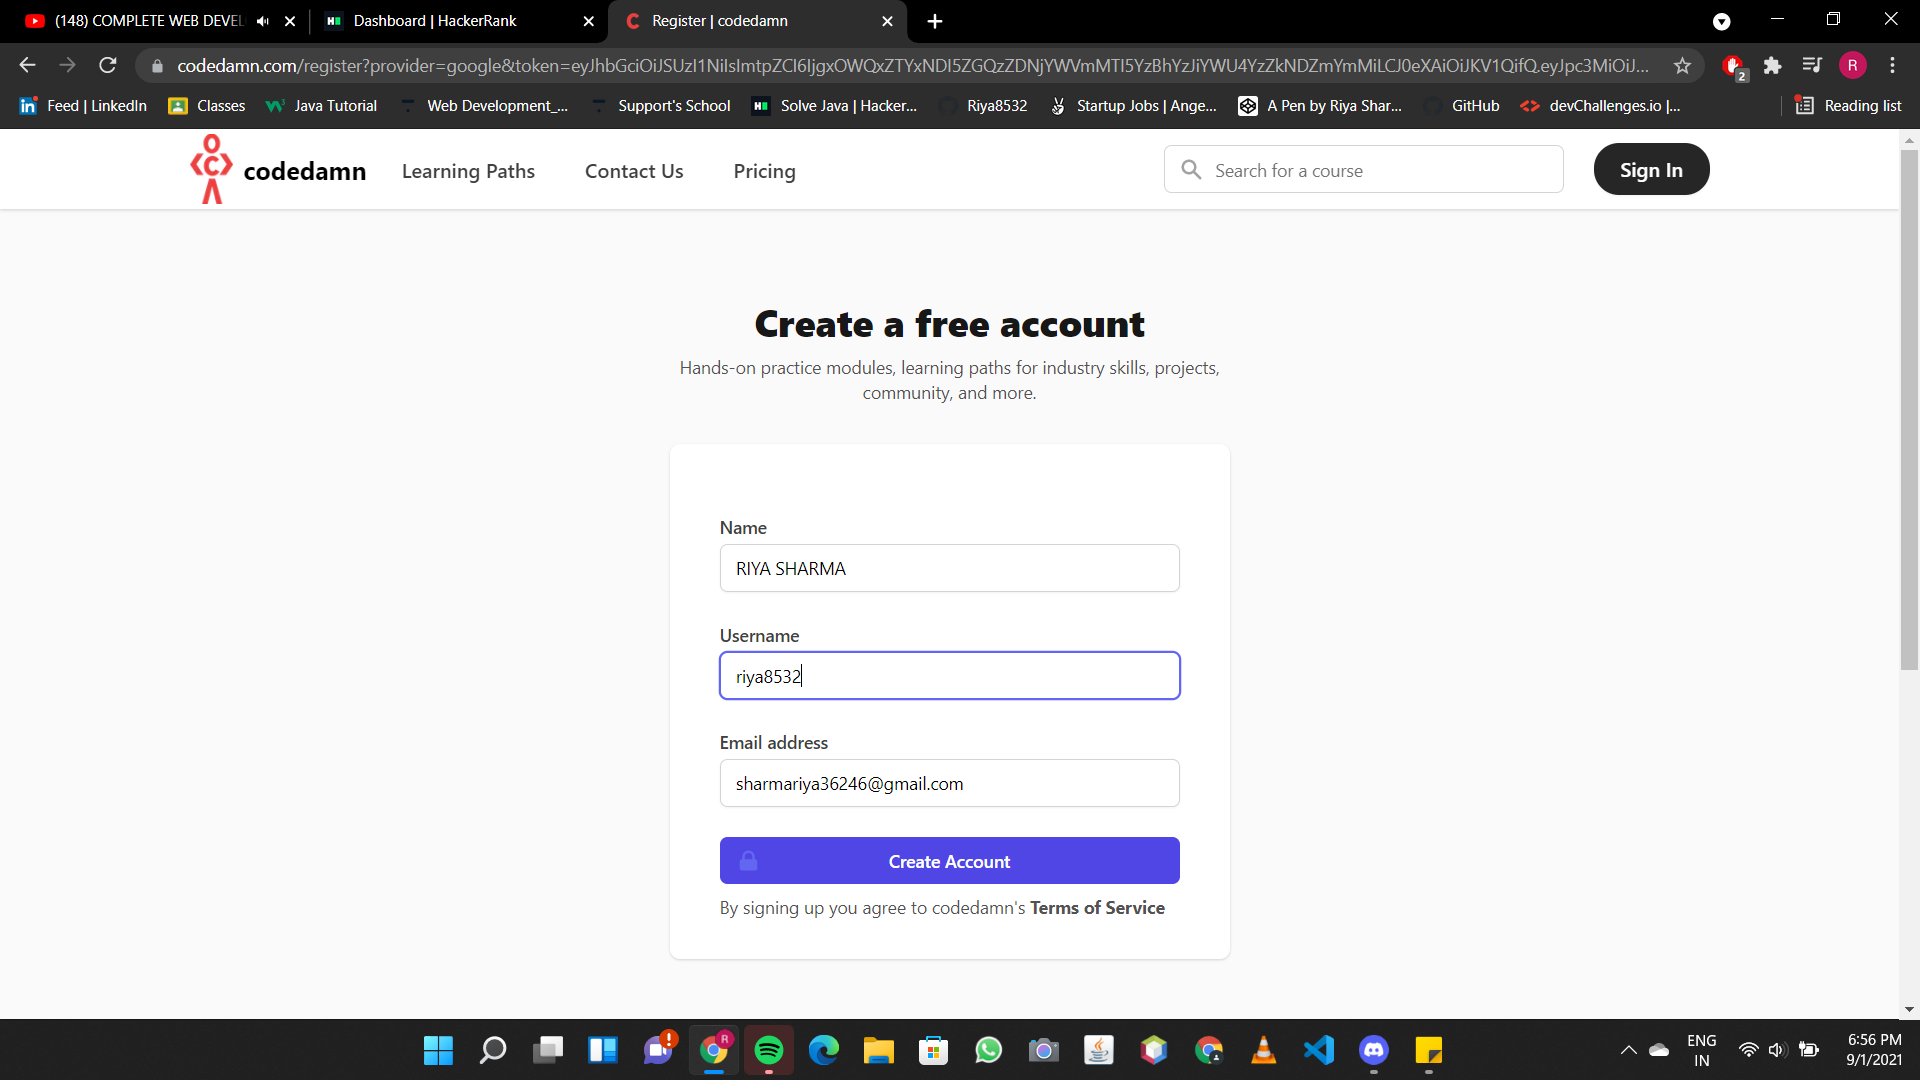 (148) COMPLETE WEB DEVEL
Dashboard | HackerRank
Register | codedamn
codedamn.com/register?provider=google&token=eyJhbGciOiJSUzI1NiIsImtpZCI6IjgxOWQxZTYxNDI5ZGQzZDNjYWVmMTI5YzBhYzJiYWU4YzZkNDZmYmMiLCJ0eXAiOiJKV1QifQ.eyJpc3MiOiJ...
2
R
Feed | LinkedIn
Classes
Java Tutorial
Web Development_...
Support's School
Solve Java | Hacker...
Riya8532
Startup Jobs | Ange...
A Pen by Riya Shar...
GitHub
devChallenges.io |...
Reading list
codedamn
Learning Paths
Contact Us
Pricing
Search for a course
Sign In
Create a free account
Hands-on practice modules, learning paths for industry skills, projects,
community, and more.
Name
RIYA SHARMA
Username
riya8532
Email address
sharmariya36246@gmail.com
Create Account
By signing up you agree to codedamn's Terms of Service
R
ENG
IN
6:56 PM
9/1/2021